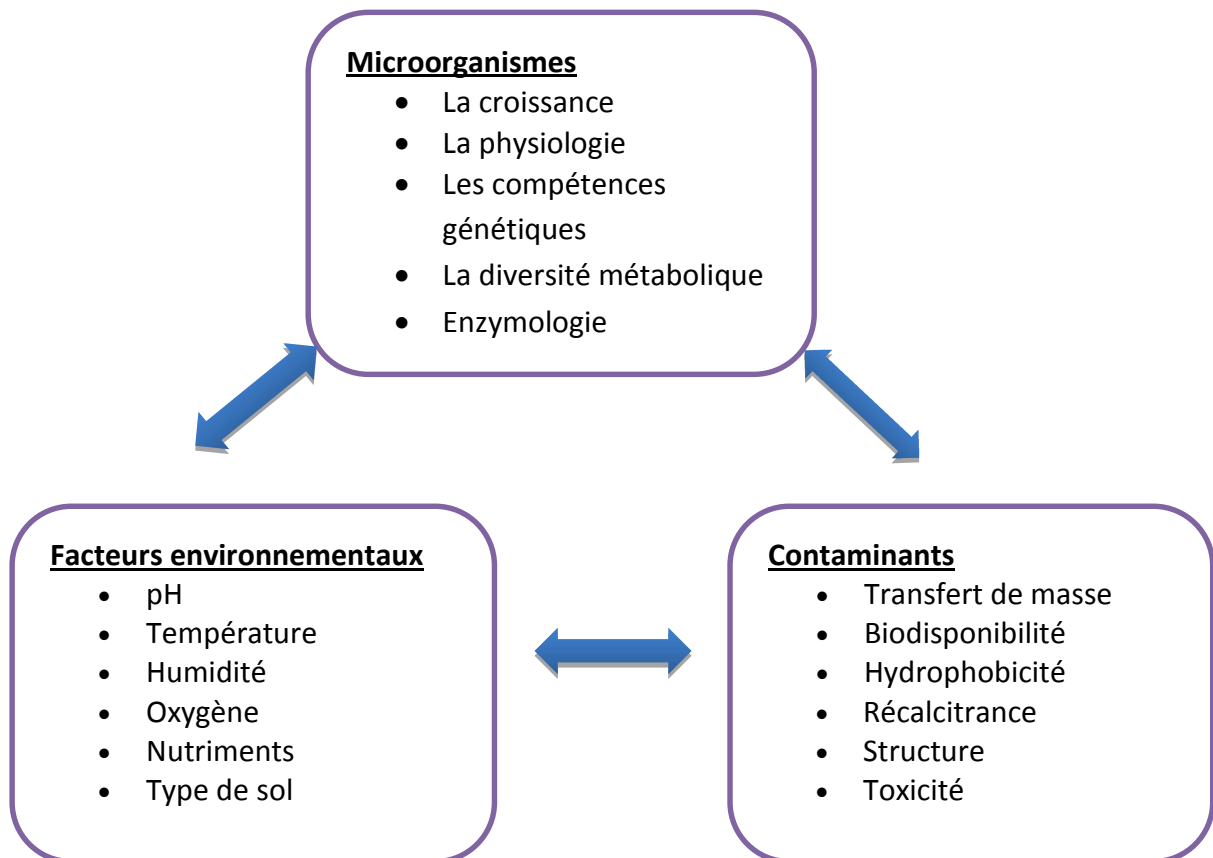 Microorganismes
• La croissance
• La physiologie
• Les compétences
génétiques
• La diversité métabolique
• Enzymologie
Facteurs environnementaux
• pH
• Température
• Humidité
• Oxygène
• Nutriments
• Type de sol
Contaminants
• Transfert de masse
• Biodisponibilité
• Hydrophobicité
• Récalcitrance
• Structure
• Toxicité